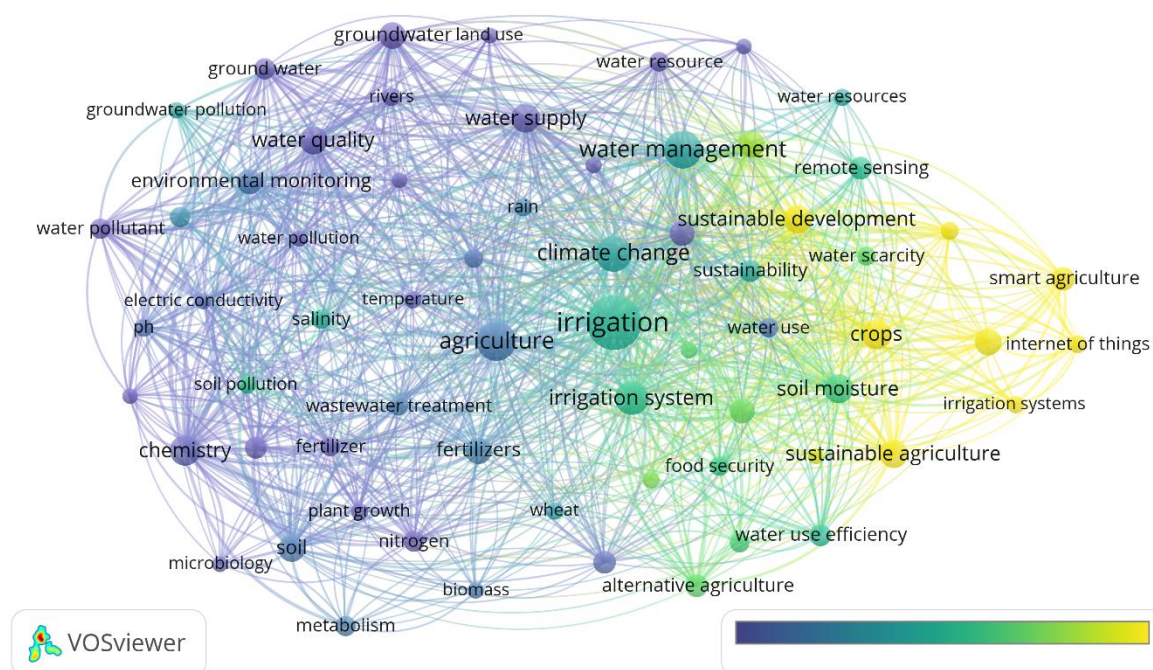 groundwater
land use
ground water
water resource
rivers
groundwater pollution
water resources
water supply
water quality
water management
environmental monitoring
remote sensing
rain
sustainable development
water pollutant
water pollution
climate change
water scarcity
sustainability
smart agriculture
electric conductivity
temperature
salinity
irrigation
ph
water use
crops
agriculture
internet of things
soil pollution
soil moisture
irrigation system
wastewater treatment
irrigation systems
chemistry
fertilizer
fertilizers
sustainable agriculture
food security
plant growth
wheat
nitrogen
water use efficiency
soil
microbiology
biomass
alternative agriculture
metabolism
VOSviewer